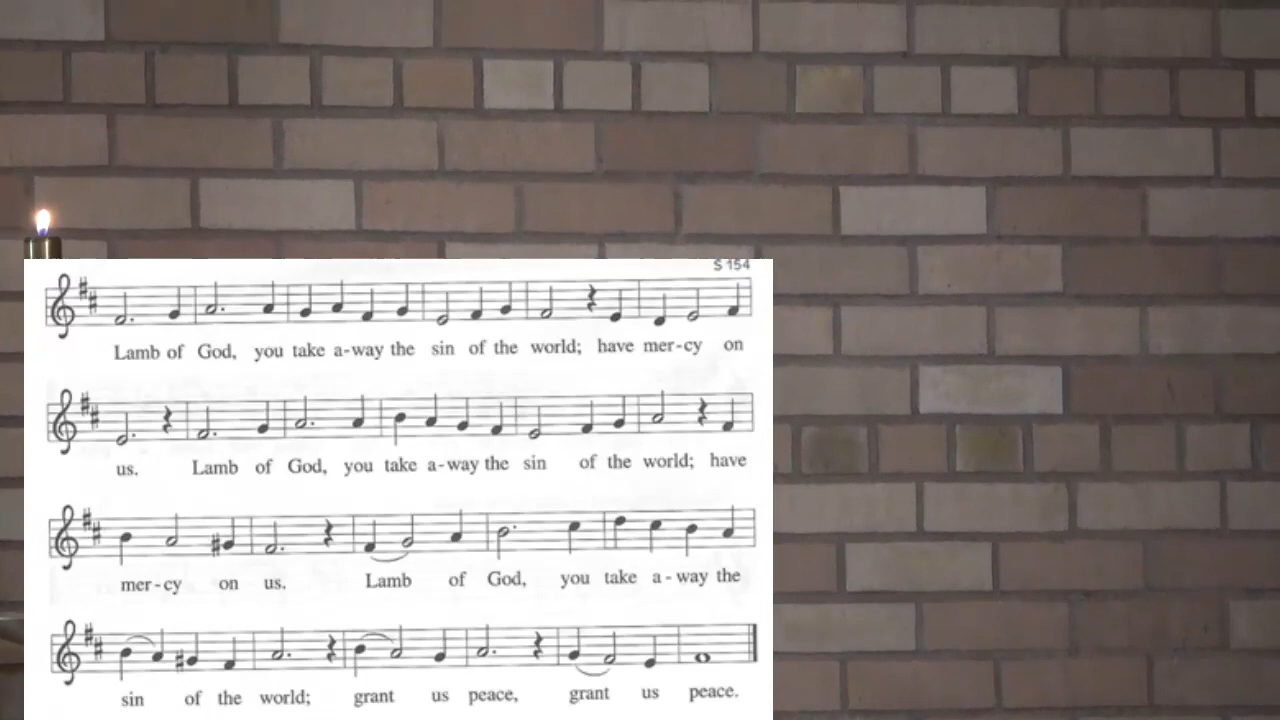 S 154
Lamb of God, you take a-way the sin of the world; have mer-cy on
us. Lamb of God, you take a-way the sin of the world; have
mer-cy on us. Lamb of God, you take a-way the
sin of the world; grant us peace, grant us peace.